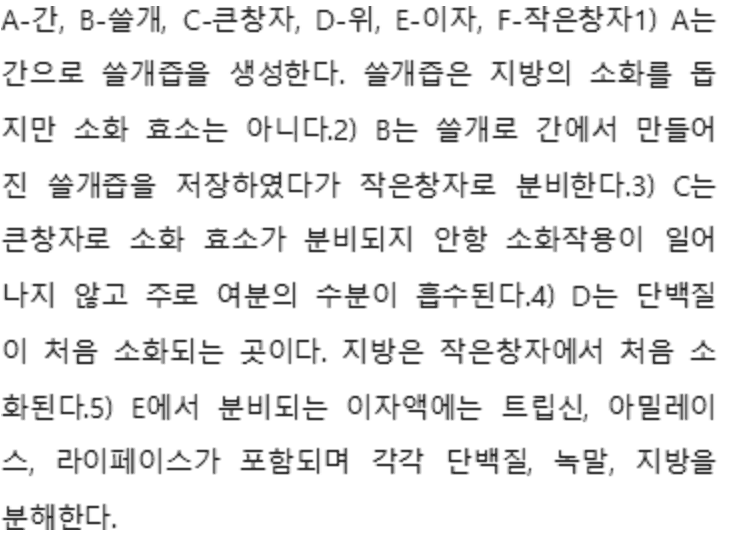 A-간, B-쓸개, C-큰창자, D-위, E-이자, F-작은창자1) A는
간으로 쓸개즙을 생성한다. 쓸개즙은 지방의 소화를 돕
지만 소화 효소는 아니다.2) B는 쓸개로 간에서 만들어
진 쓸개즙을 저장하였다가 작은창자로 분비한다.3) C는
큰창자로 소화 효소가 분비되지 안항 소화작용이 일어
나지 않고 주로 여분의 수분이 흡수된다.4) D는 단백질
이 처음 소화되는 곳이다. 지방은 작은창자에서 처음 소
화된다.5) E에서 분비되는 이자액에는 트립신, 아밀레이
스, 라이페이스가 포함되며 각각 단백질, 녹말, 지방을
분해한다.